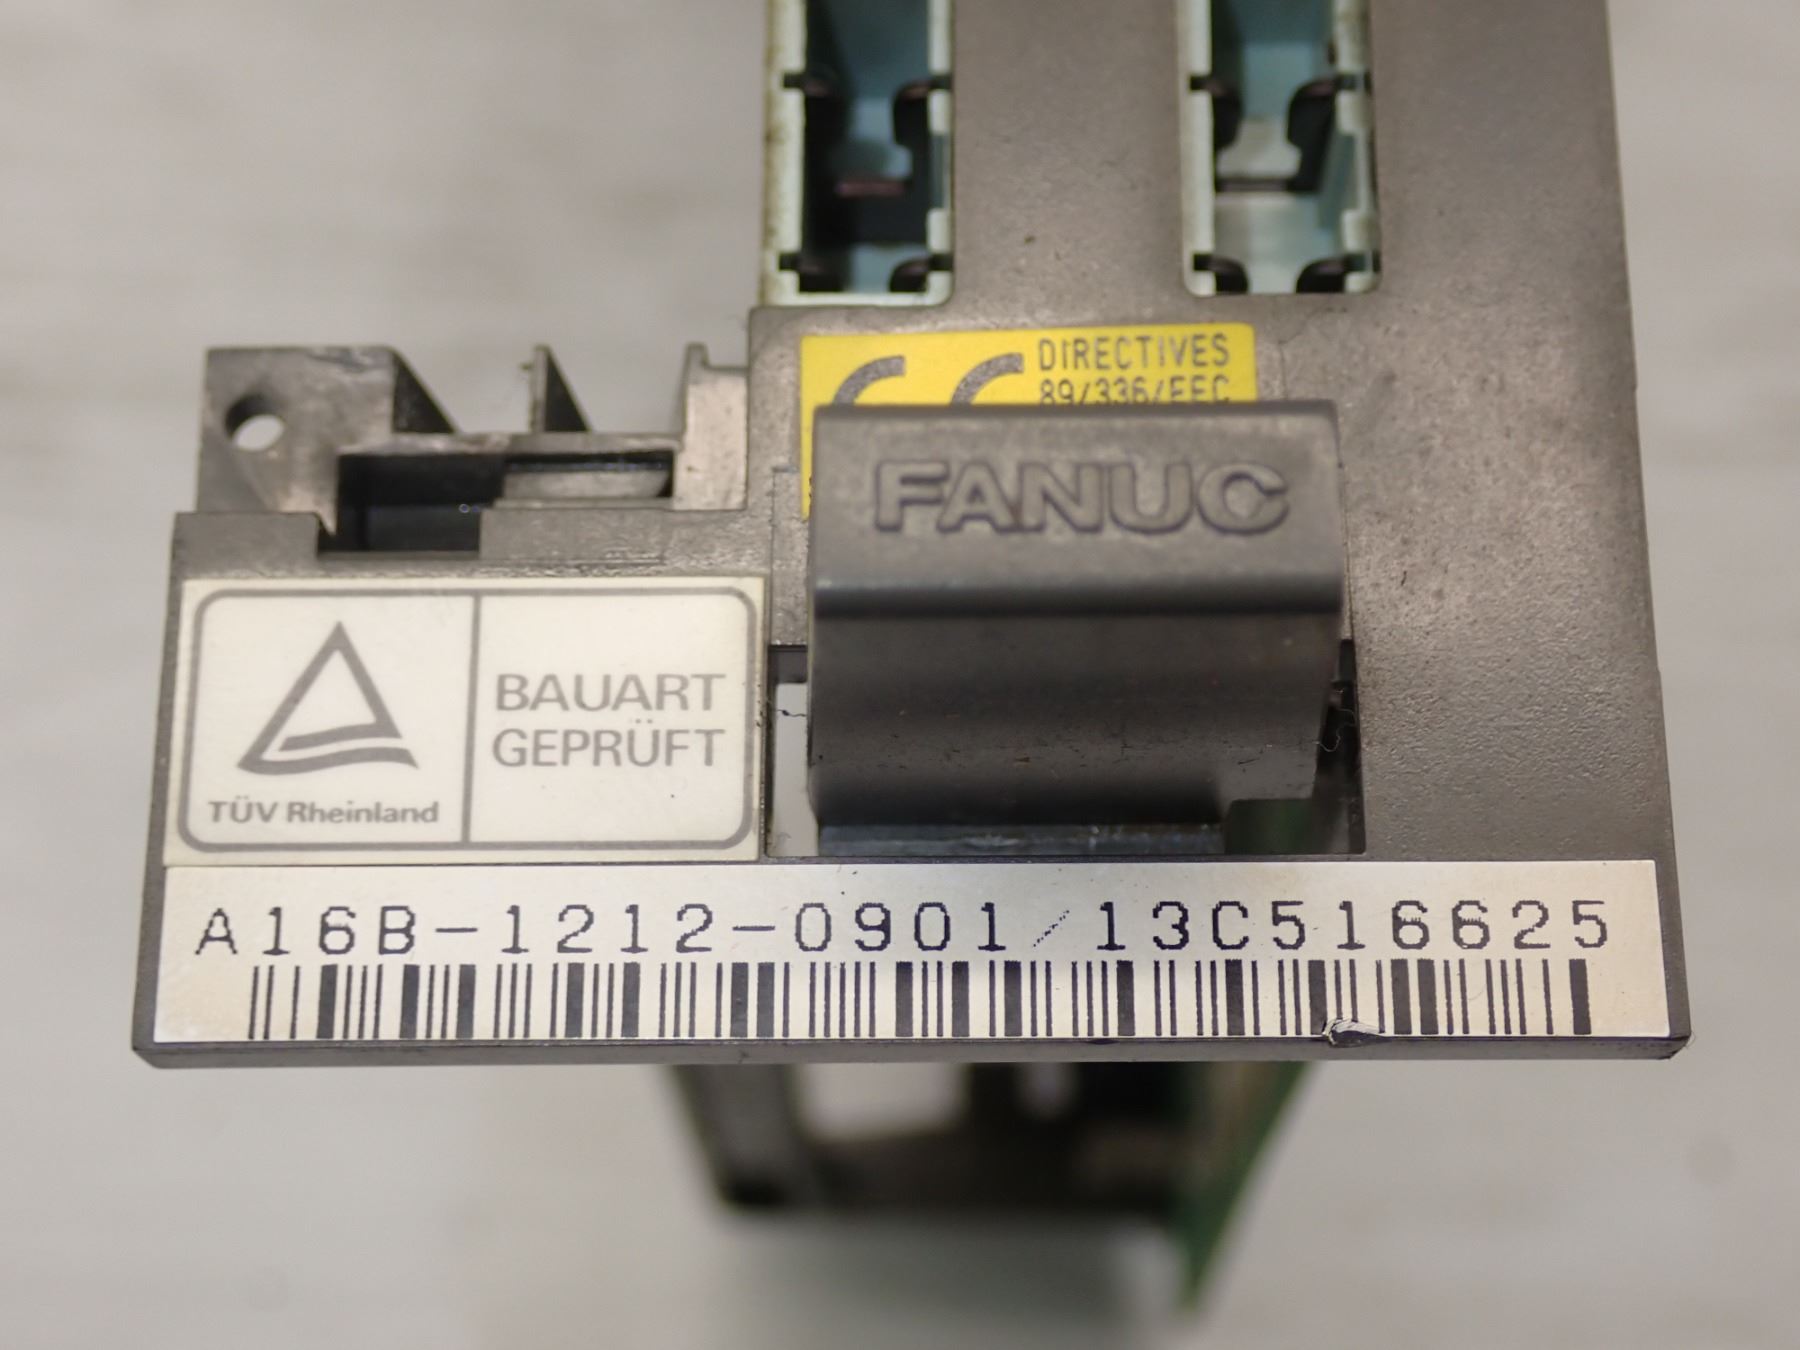 DIRECTIVES
89/336/EEC
FANUC
BAUART
GEPRÜFT
TÜV Rheinland
A16B-1212-0901/13C516625